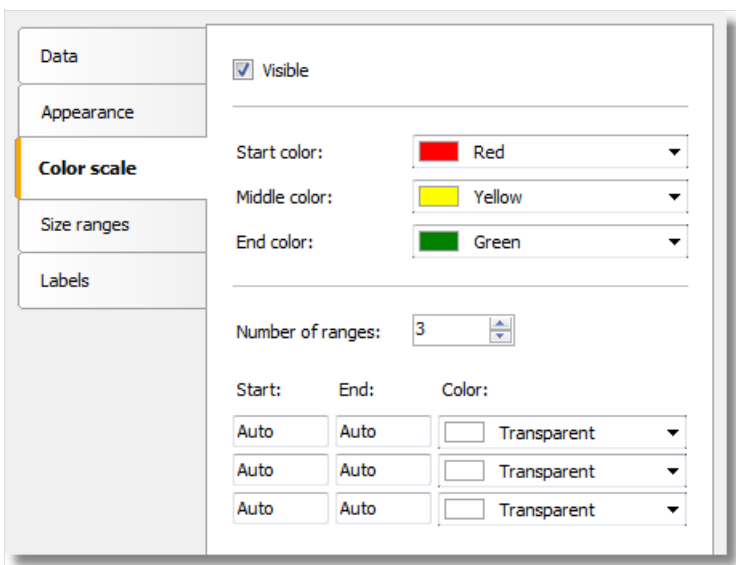 Data
Appearance
Color scale
Size ranges
Labels
Visible
Start color: Red
Middle color: Yellow
End color: Green
Number of ranges: 3
Start: End: Color:
Auto Auto Transparent
Auto Auto Transparent
Auto Auto Transparent